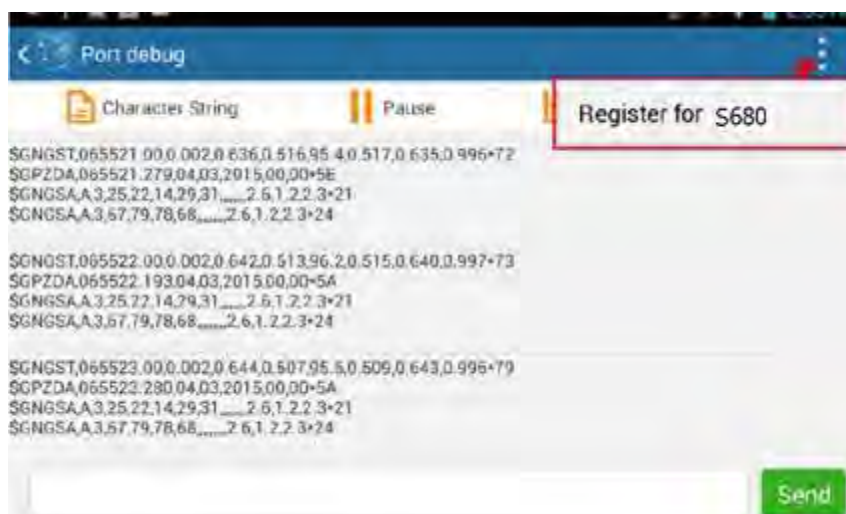 Port debug
Character String
Pause
Register for S680
$GNGST,065521.00,0.002,0.636,0.516,95.4,0.517,0.635,0.996*72
$GPZDA,065521.279,04,03,2015,00,00*5E
$GNGSA,A,3,25,22,14,29,31,,,,,,,,2.6,1.2,2.3*21
$GNGSA,A,3,67,79,78,68,,,,,,,,,2.6,1.2,2.3*24
$GNGST,065522.00,0.002,0.642,0.513,96.2,0.515,0.640,0.997*73
$GPZDA,065522.193,04,03,2015,00,00*5A
$GNGSA,A,3,25,22,14,29,31,,,,,,,,2.6,1.2,2.3*21
$GNGSA,A,3,67,79,78,68,,,,,,,,,2.6,1.2,2.3*24
$GNGST,065523.00,0.002,0.644,0.507,95.5,0.509,0.643,0.996*79
$GPZDA,065523.280,04,03,2015,00,00*5A
$GNGSA,A,3,25,22,14,29,31,,,,,,,,2.6,1.2,2.3*21
$GNGSA,A,3,67,79,78,68,,,,,,,,,2.6,1.2,2.3*24
Send